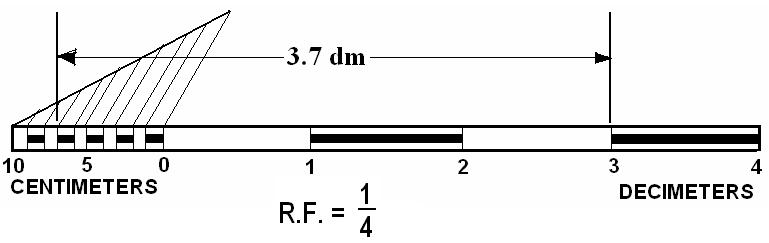 3.7 dm
10 5 0 1 2 3 4
CENTIMETERS DECIMETERS
R.F. = 1/4